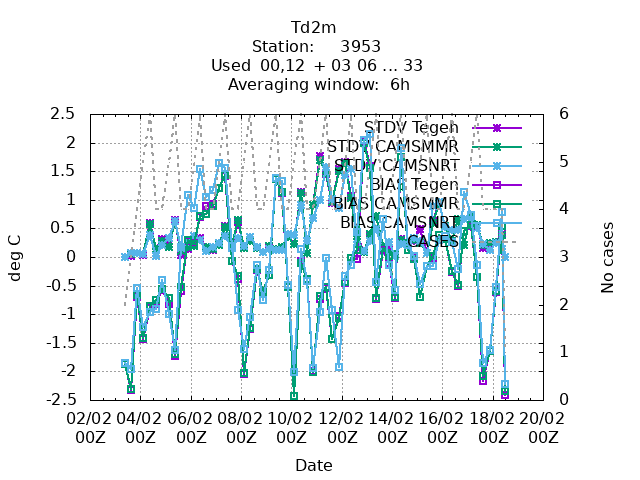 Td2m
Station: 3953
Used 00,12 + 03 06 ... 33
Averaging window: 6h
2.5
2
1.5
1
0.5
0
-0.5
-1
-1.5
-2
-2.5
deg C
6
5
4
3
2
1
0
No cases
STDV Tegen
STDV CAMSMMR
STDV CAMSNRT
BIAS Tegen
BIAS CAMSMMR
BIAS CAMSNRT
CASES
02/02 04/02 06/02 08/02 10/02 12/02 14/02 16/02 18/02 20/02
00Z 00Z 00Z 00Z 00Z 00Z 00Z 00Z 00Z 00Z
Date